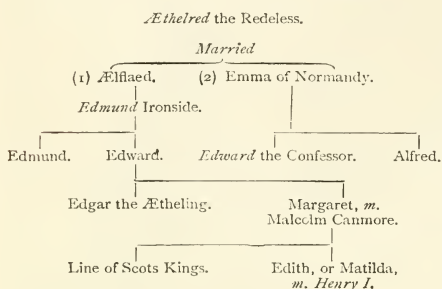 Æthelred the Redeless.
Married
(1) Ælflaed. (2) Emma of Normandy.
Edmund Ironside.
Edmund. Edward. Edward the Confessor. Alfred.
Edgar the Ætheling. Margaret, m.
Malcolm Canmore.
Line of Scots Kings. Edith, or Matilda,
m. Henry I.